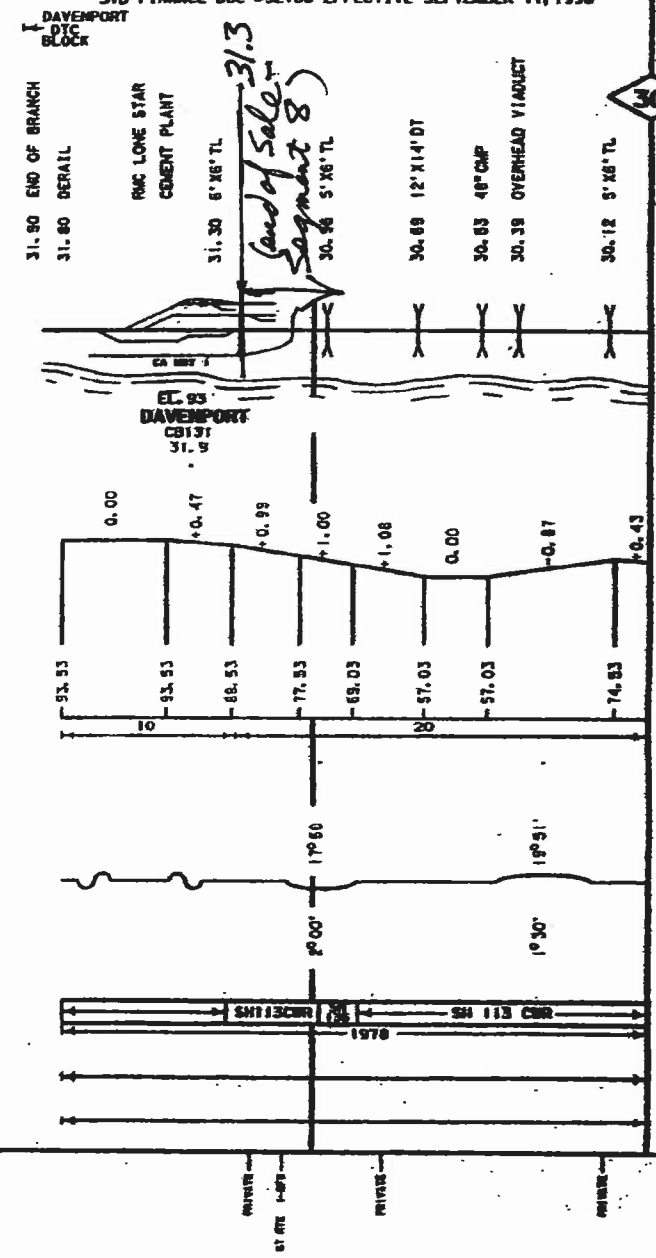 DAVENPORT
DTC
BLOCK
31.90 END OF BRANCH
31.80 DERAIL
RMC LONE STAR
CEMENT PLANT
31.30 6'X6' TL
31.3
(end of Sale -
Segment 8)
30.96 5'X6' TL
30.69 12'X14' DT
30.53 48" CMP
30.39 OVERHEAD VIADUCT
30.12 5'X6' TL
EL. 93
DAVENPORT
CB131
31.9
0.00
+0.47
+0.99
+1.00
+1.08
0.00
-0.87
+0.43
93.53
93.53
88.53
77.53
69.03
57.03
57.03
74.53
10
20
17°50
19°51'
2°00'
1°30'
SH113CWR
SH 113 CWR
1978
PRIVATE
PRIVATE
PRIVATE